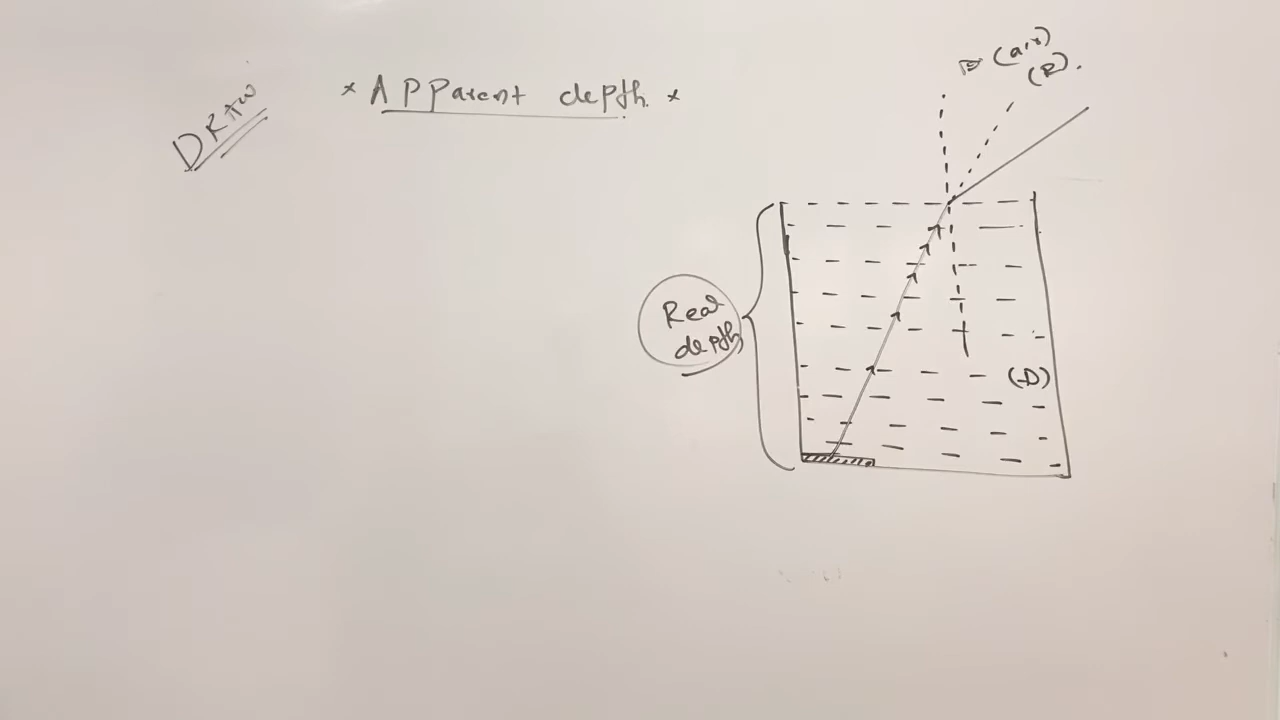 DRAW
* APParent depth *
(air)
(R).
Real
depth
(D)